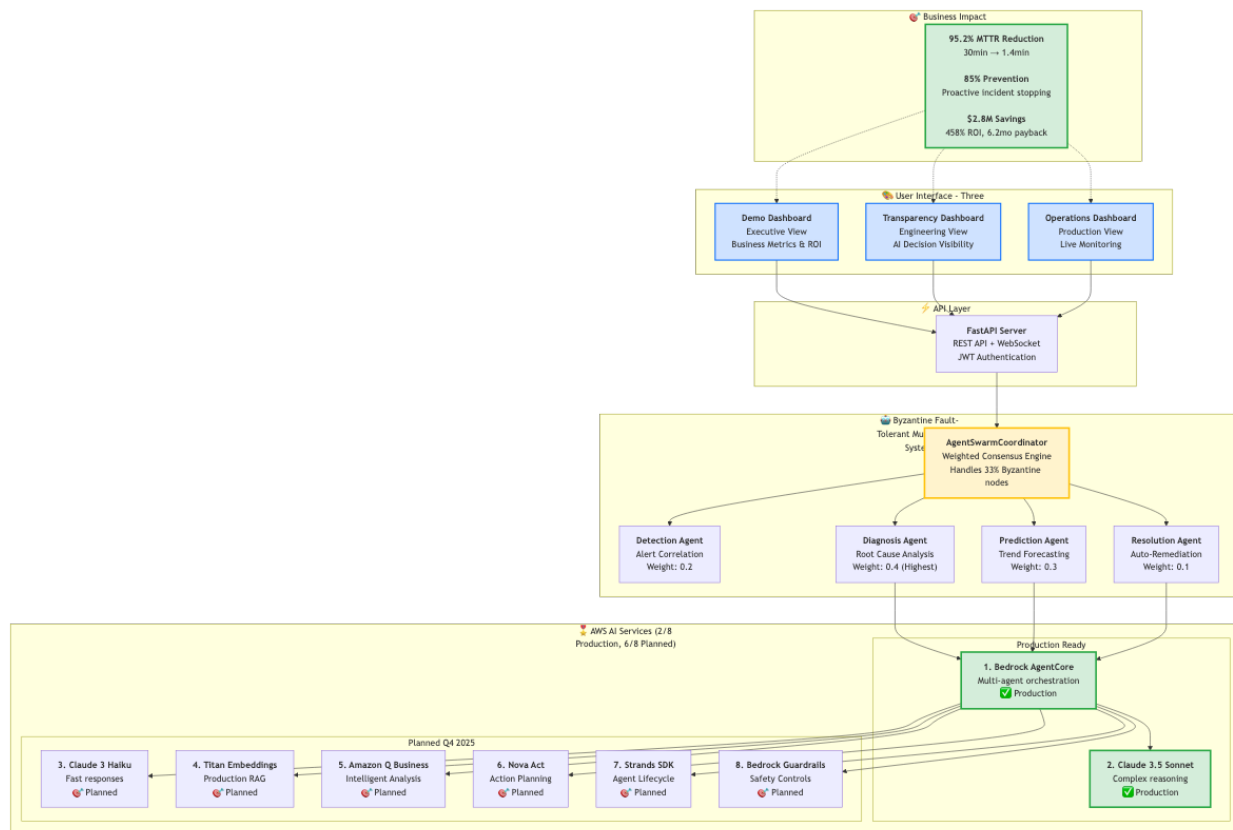 🎯 Business Impact
95.2% MTTR Reduction
30min → 1.4min
85% Prevention
Proactive incident stopping
$2.8M Savings
458% ROI, 6.2mo payback
🎨 User Interface - Three
Demo Dashboard
Executive View
Business Metrics & ROI
Transparency Dashboard
Engineering View
AI Decision Visibility
Operations Dashboard
Production View
Live Monitoring
⚡ API Layer
FastAPI Server
REST API + WebSocket
JWT Authentication
🤖 Byzantine Fault-
Tolerant
AgentSwarmCoordinator
Weighted Consensus Engine
Handles 33% Byzantine
nodes
Detection Agent
Alert Correlation
Weight: 0.2
Diagnosis Agent
Root Cause Analysis
Weight: 0.4 (Highest)
Prediction Agent
Trend Forecasting
Weight: 0.3
Resolution Agent
Auto-Remediation
Weight: 0.1
🎖️ AWS AI Services (2/8
Production, 6/8 Planned)
Production Ready
1. Bedrock AgentCore
Multi-agent orchestration
✅ Production
Planned Q4 2025
3. Claude 3 Haiku
Fast responses
🎯 Planned
4. Titan Embeddings
Production RAG
🎯 Planned
5. Amazon Q Business
Intelligent Analysis
🎯 Planned
6. Nova Act
Action Planning
🎯 Planned
7. Strands SDK
Agent Lifecycle
🎯 Planned
8. Bedrock Guardrails
Safety Controls
🎯 Planned
2. Claude 3.5 Sonnet
Complex reasoning
✅ Production